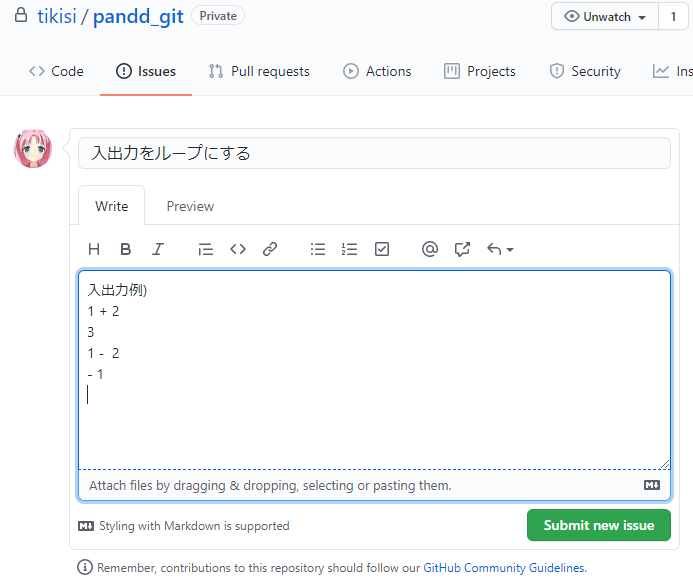 tikisi / pandd_git Private
Unwatch 1
Code Issues Pull requests Actions Projects Security Ins
入出力をループにする
Write Preview
H B I
入出力例)
1 + 2
3
1 - 2
- 1
Attach files by dragging & dropping, selecting or pasting them.
Styling with Markdown is supported
Submit new issue
Remember, contributions to this repository should follow our GitHub Community Guidelines.